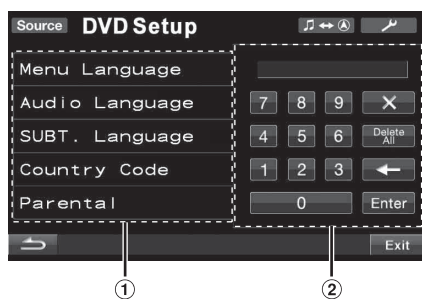 Source DVD Setup
Menu Language
Audio Language
SUBT. Language
Country Code
Parental
7 8 9
4 5 6 Delete All
1 2 3
0 Enter
Exit
① ②